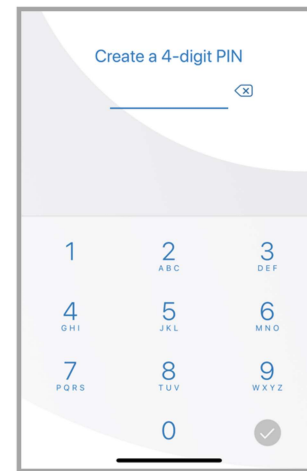 Create a 4-digit PIN
1 2 3
ABC DEF
4 5 6
GHI JKL MNO
7 8 9
PQRS TUV WXYZ
0